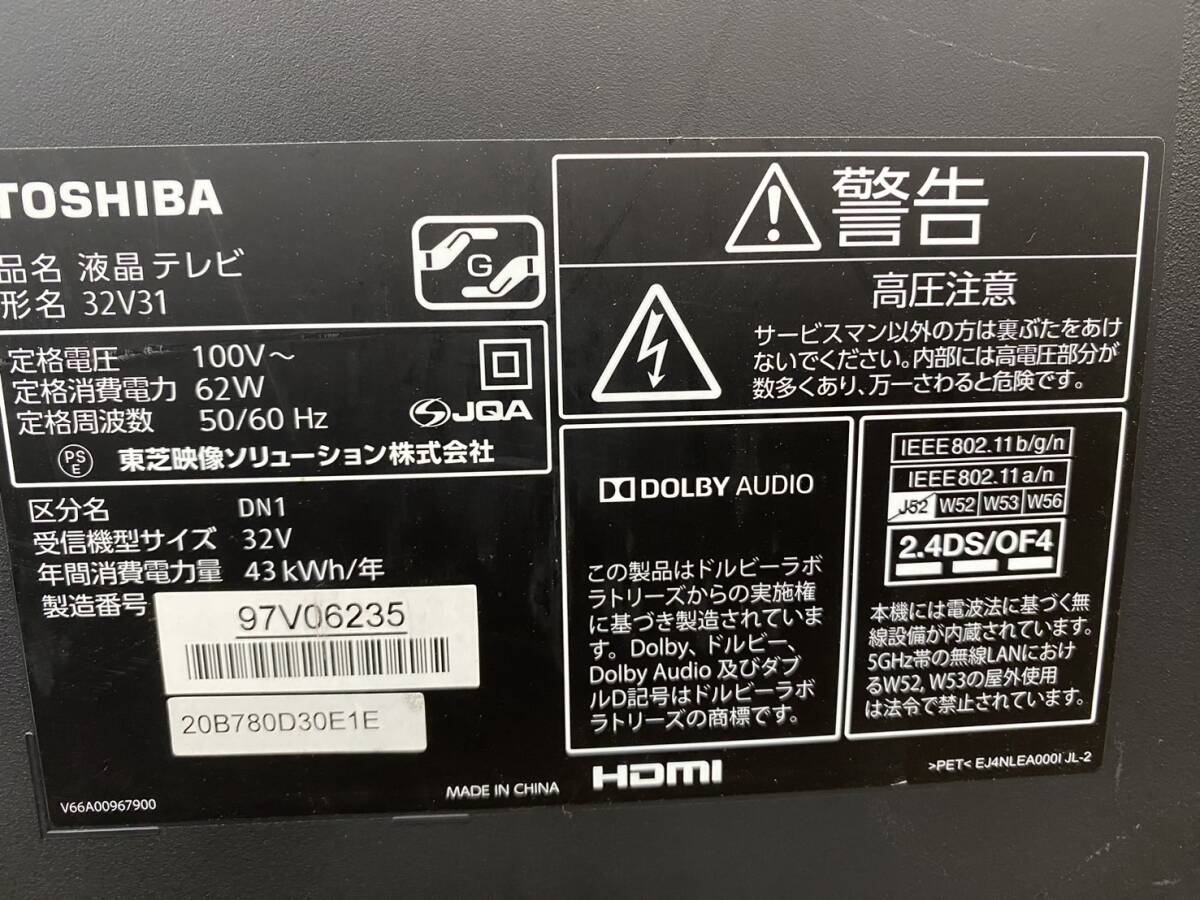 TOSHIBA
品名 液晶テレビ
形名 32V31
G
定格電圧 100V～
定格消費電力 62W
定格周波数 50/60 Hz
JQA
PS
E
東芝映像ソリューション株式会社
区分名 DN1
受信機型サイズ 32V
年間消費電力量 43kWh/年
製造番号
97V06235
20B780D30E1E
V66A00967900
MADE IN CHINA
警告
高圧注意
サービスマン以外の方は裏ぶたをあけ
ないでください。内部には高電圧部分が
数多くあり、万一さわると危険です。
DOLBY AUDIO
この製品はドルビーラボ
ラトリーズからの実施権
に基づき製造されていま
す。Dolby、ドルビー、
Dolby Audio 及びダブ
ルD記号はドルビーラボ
ラトリーズの商標です。
HDMI
IEEE802.11b/g/n
IEEE802.11a/n
J52 W52 W53 W56
2.4DS/OF4
本機には電波法に基づく無
線設備が内蔵されています。
5GHz帯の無線LANにおけ
るW52, W53の屋外使用
は法令で禁止されています。
>PET< EJ4NLEA000I JL-2